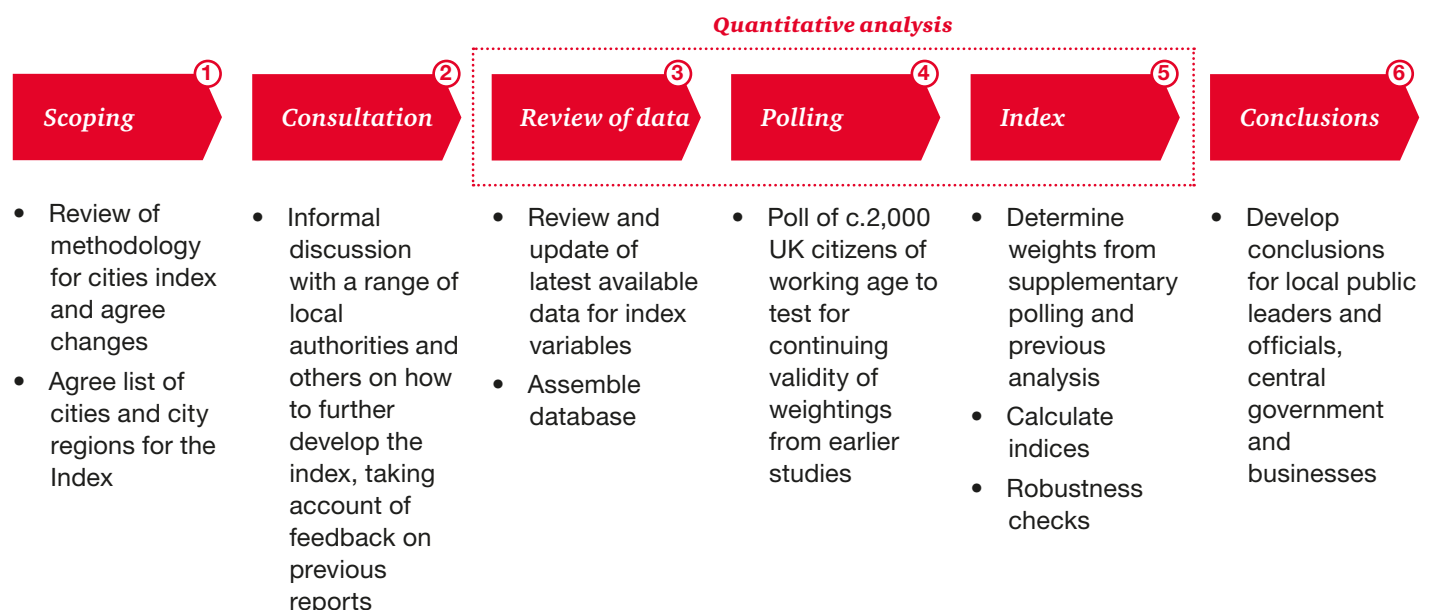 Quantitative analysis
1
Scoping
2
Consultation
3
Review of data
4
Polling
5
Index
6
Conclusions
• Review of
methodology
for cities index
and agree
changes
• Agree list of
cities and city
regions for the
Index
• Informal
discussion
with a range of
local
authorities and
others on how
to further
develop the
index, taking
account of
feedback on
previous
reports
• Review and
update of
latest available
data for index
variables
• Assemble
database
• Poll of c.2,000
UK citizens of
working age to
test for
continuing
validity of
weightings
from earlier
studies
• Determine
weights from
supplementary
polling and
previous
analysis
• Calculate
indices
• Robustness
checks
• Develop
conclusions
for local public
leaders and
officials,
central
government
and
businesses